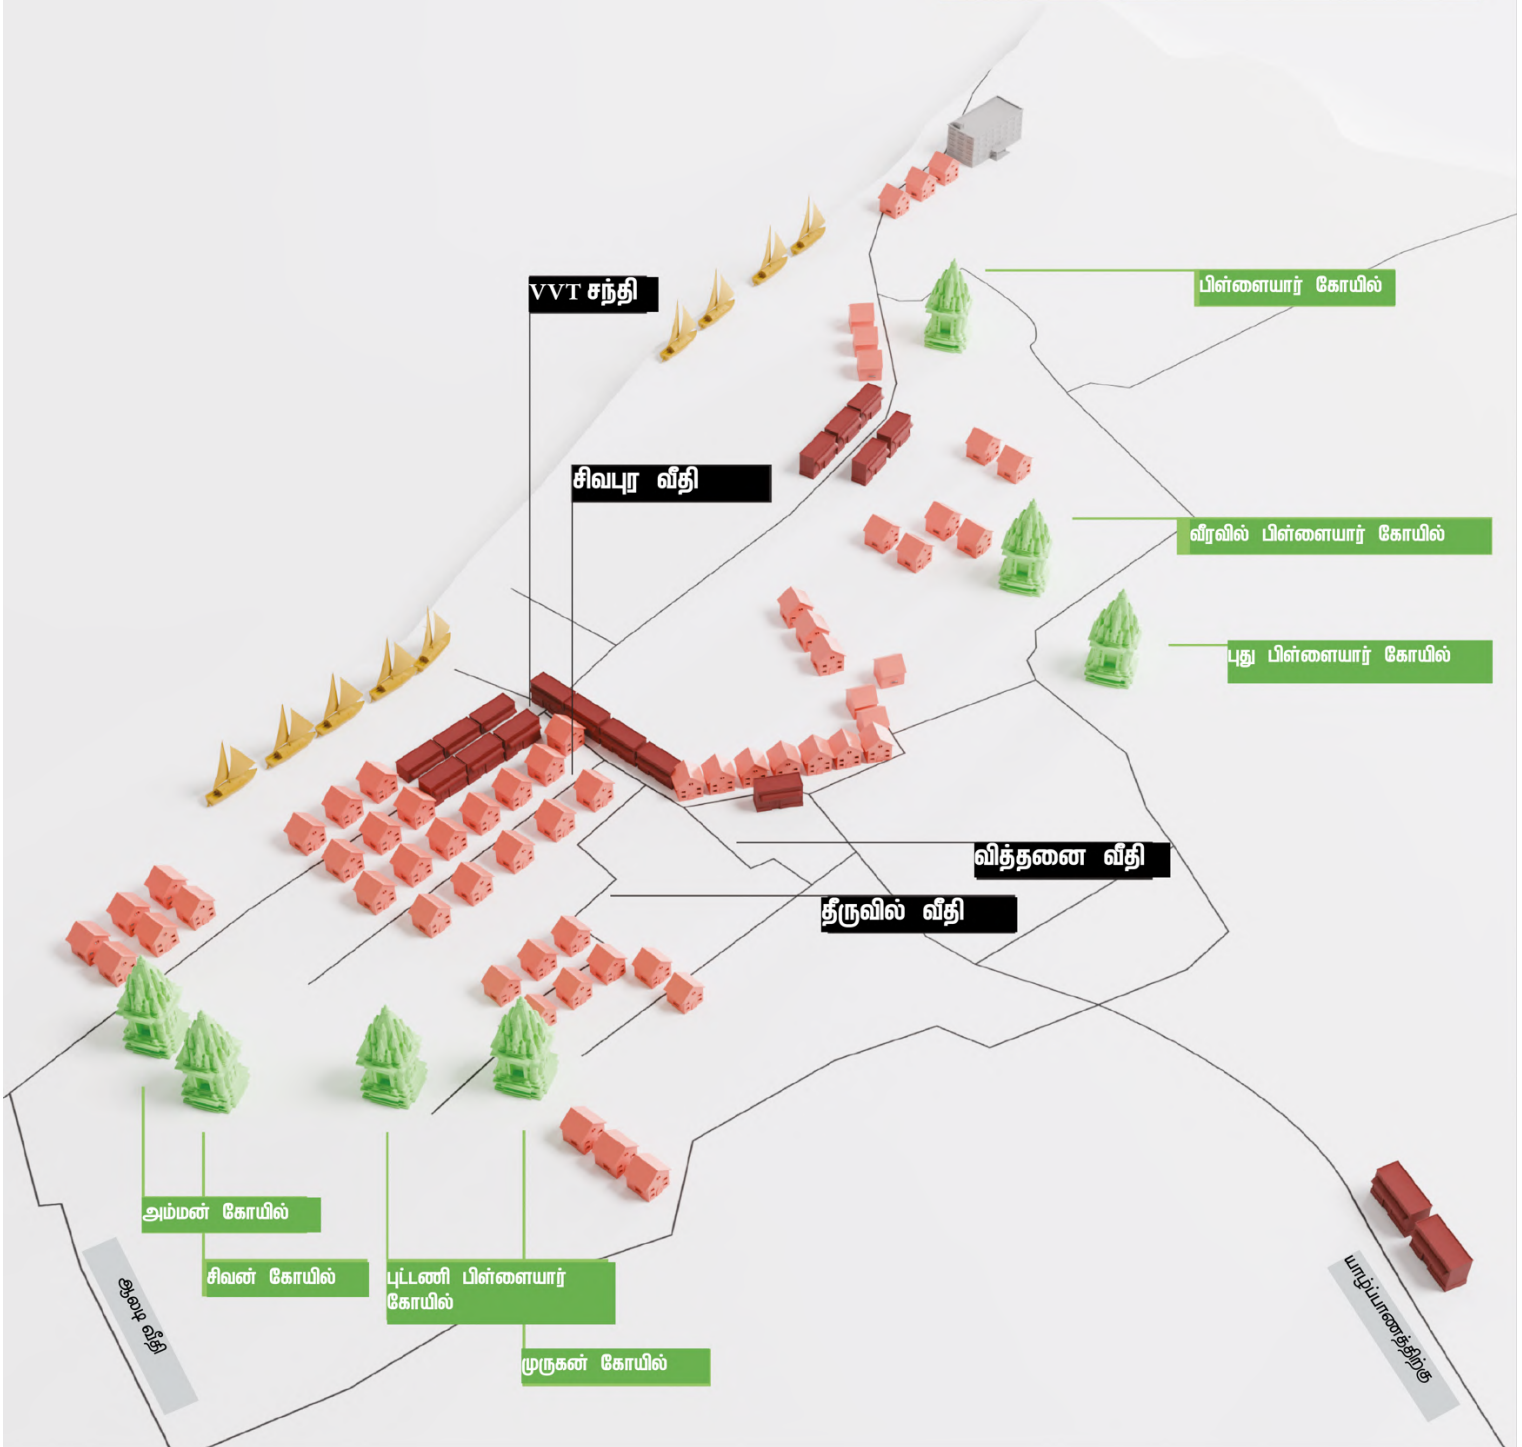 பிள்ளையார் கோயில்
VVT சந்தி
சிவபுர வீதி
வீரவில் பிள்ளையார் கோயில்
புது பிள்ளையார் கோயில்
வித்தனை வீதி
தீருவில் வீதி
அம்மன் கோயில்
சிவன் கோயில்
புட்டணி பிள்ளையார்
கோயில்
முருகன் கோயில்
ஆலடி வீதி
யாழ்ப்பாணத்திற்கு